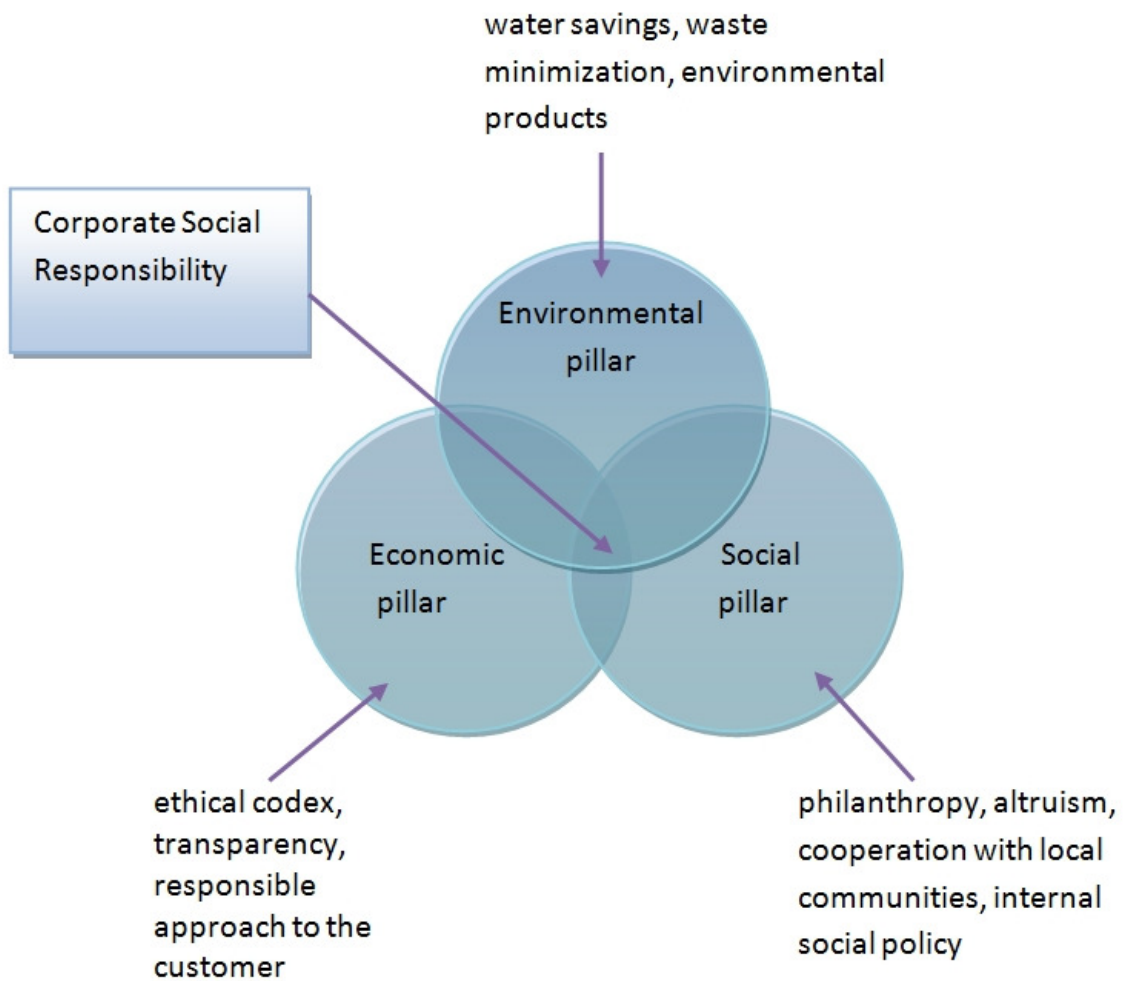 water savings, waste
minimization, environmental
products
Corporate Social
Responsibility
Environmental
pillar
Economic
pillar
Social
pillar
ethical codex,
transparency,
responsible
approach to the
customer
philanthropy, altruism,
cooperation with local
communities, internal
social policy